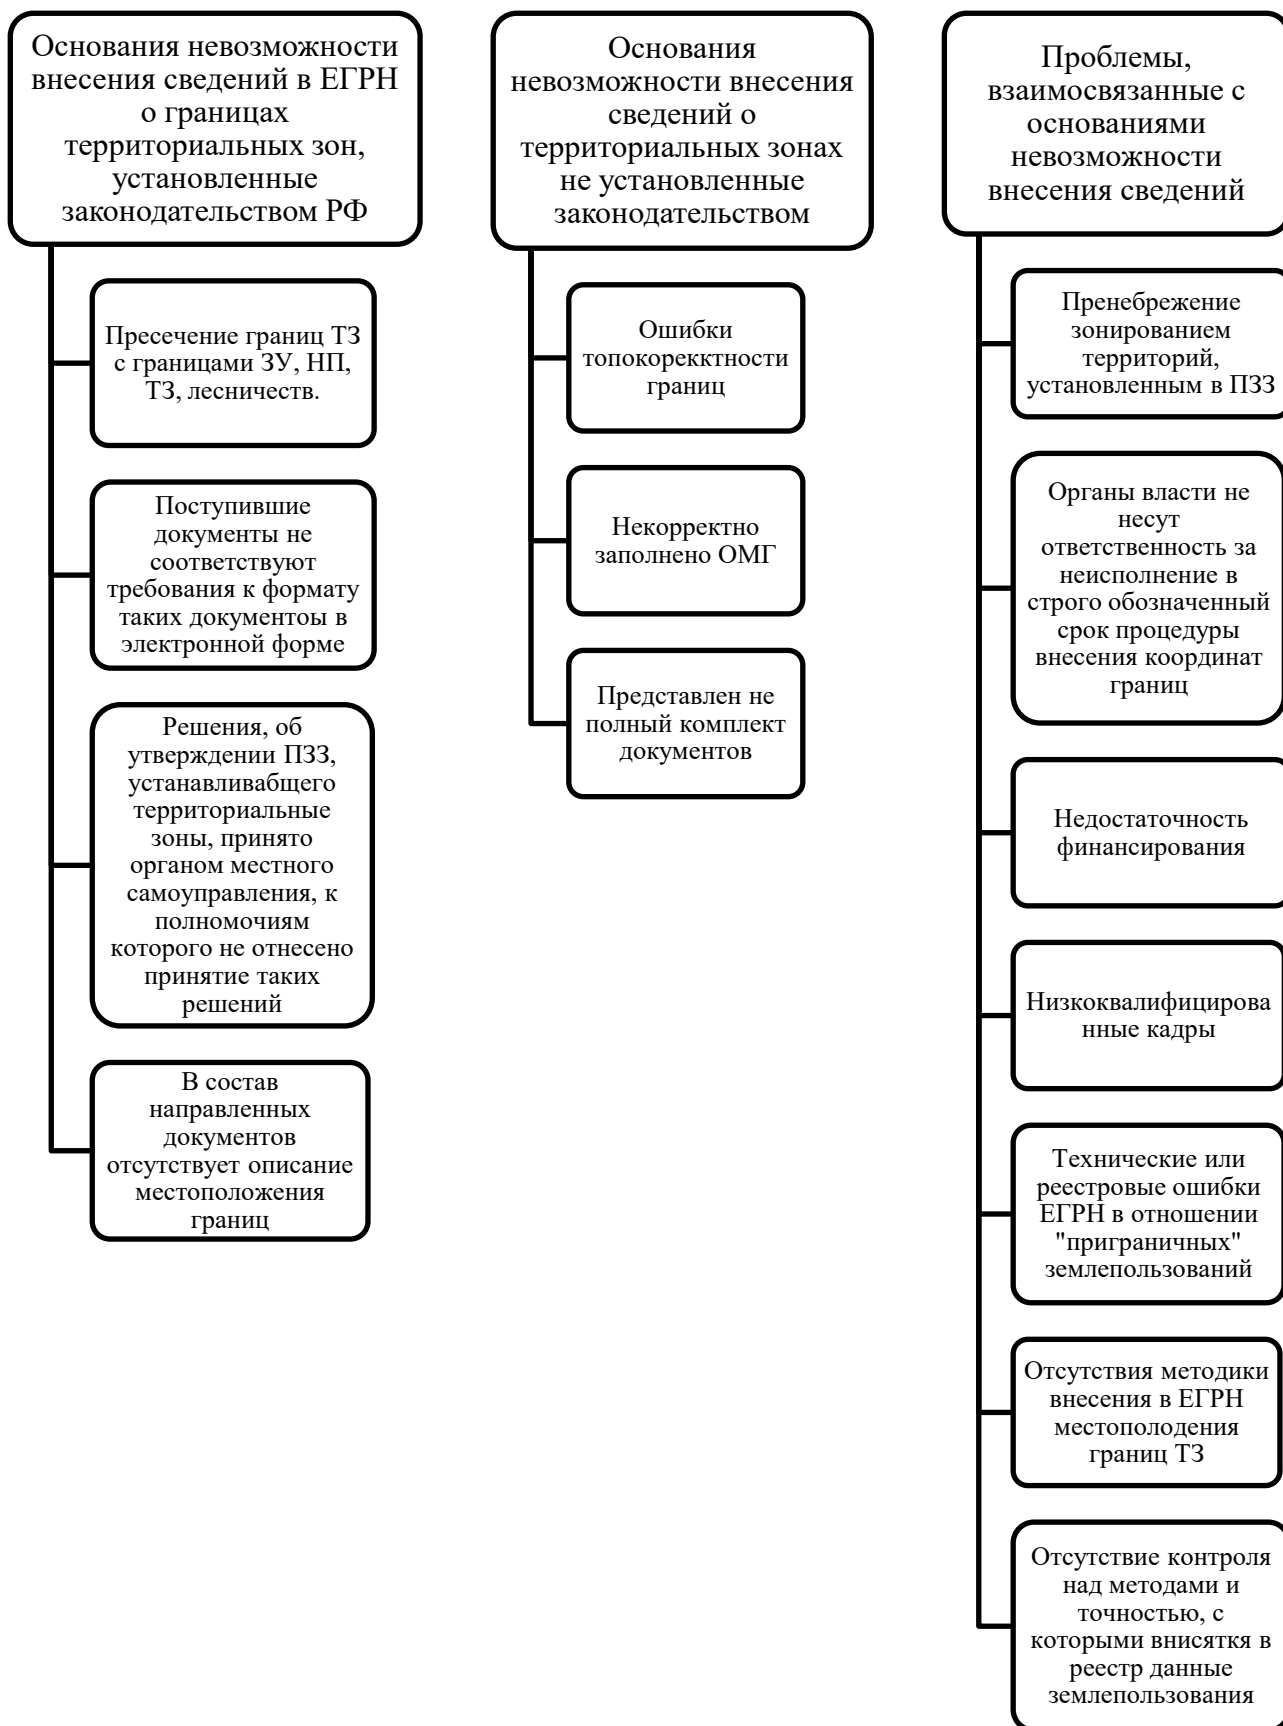 Основания невозможности
внесения сведений в ЕГРН
о границах
территориальных зон,
установленные
законодательством РФ
Пресечение границ ТЗ
с границами ЗУ, НП,
ТЗ, лесничеств.
Поступившие
документы не
соответствуют
требования к формату
таких документоы в
электронной форме
Решения, об
утверждении ПЗЗ,
устанавливабщего
территориальные
зоны, принято
органом местного
самоуправления, к
полномочиям
которого не отнесено
принятие таких
решений
В состав
направленных
документов
отсутствует описание
местоположения
границ
Основания
невозможности внесения
сведений о
территориальных зонах
не установленные
законодательством
Ошибки
топокорекктности
границ
Некорректно
заполнено ОМГ
Представлен не
полный комплект
документов
Проблемы,
взаимосвязанные с
основаниями
невозможности
внесения сведений
Пренебрежение
зонированием
территорий,
установленным в ПЗЗ
Органы власти не
несут
ответственность за
неисполнение в
строго обозначенный
срок процедуры
внесения координат
границ
Недостаточность
финансирования
Низкоквалифицирова
нные кадры
Технические или
реестровые ошибки
ЕГРН в отношении
"приграничных"
землепользований
Отсутствия методики
внесения в ЕГРН
местополодения
границ ТЗ
Отсутствие контроля
над методами и
точностью, с
которыми внисяткя в
реестр данные
землепользования